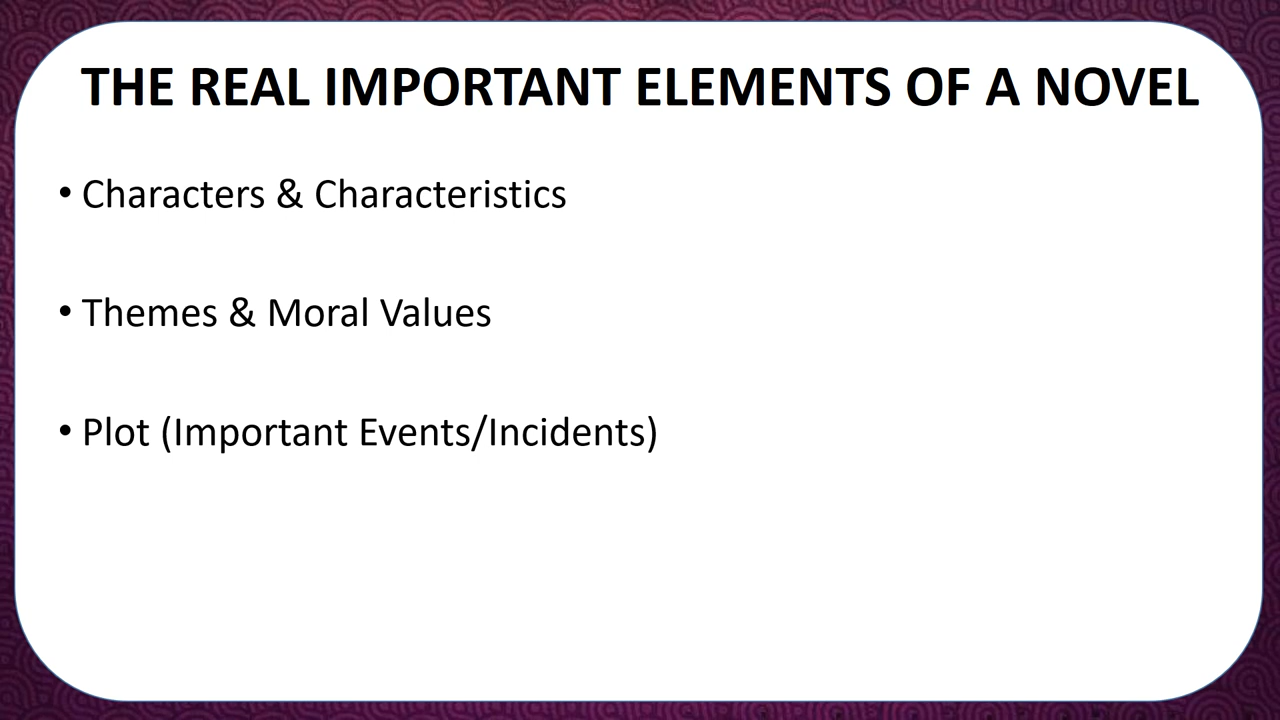 THE REAL IMPORTANT ELEMENTS OF A NOVEL
• Characters & Characteristics
• Themes & Moral Values
• Plot (Important Events/Incidents)